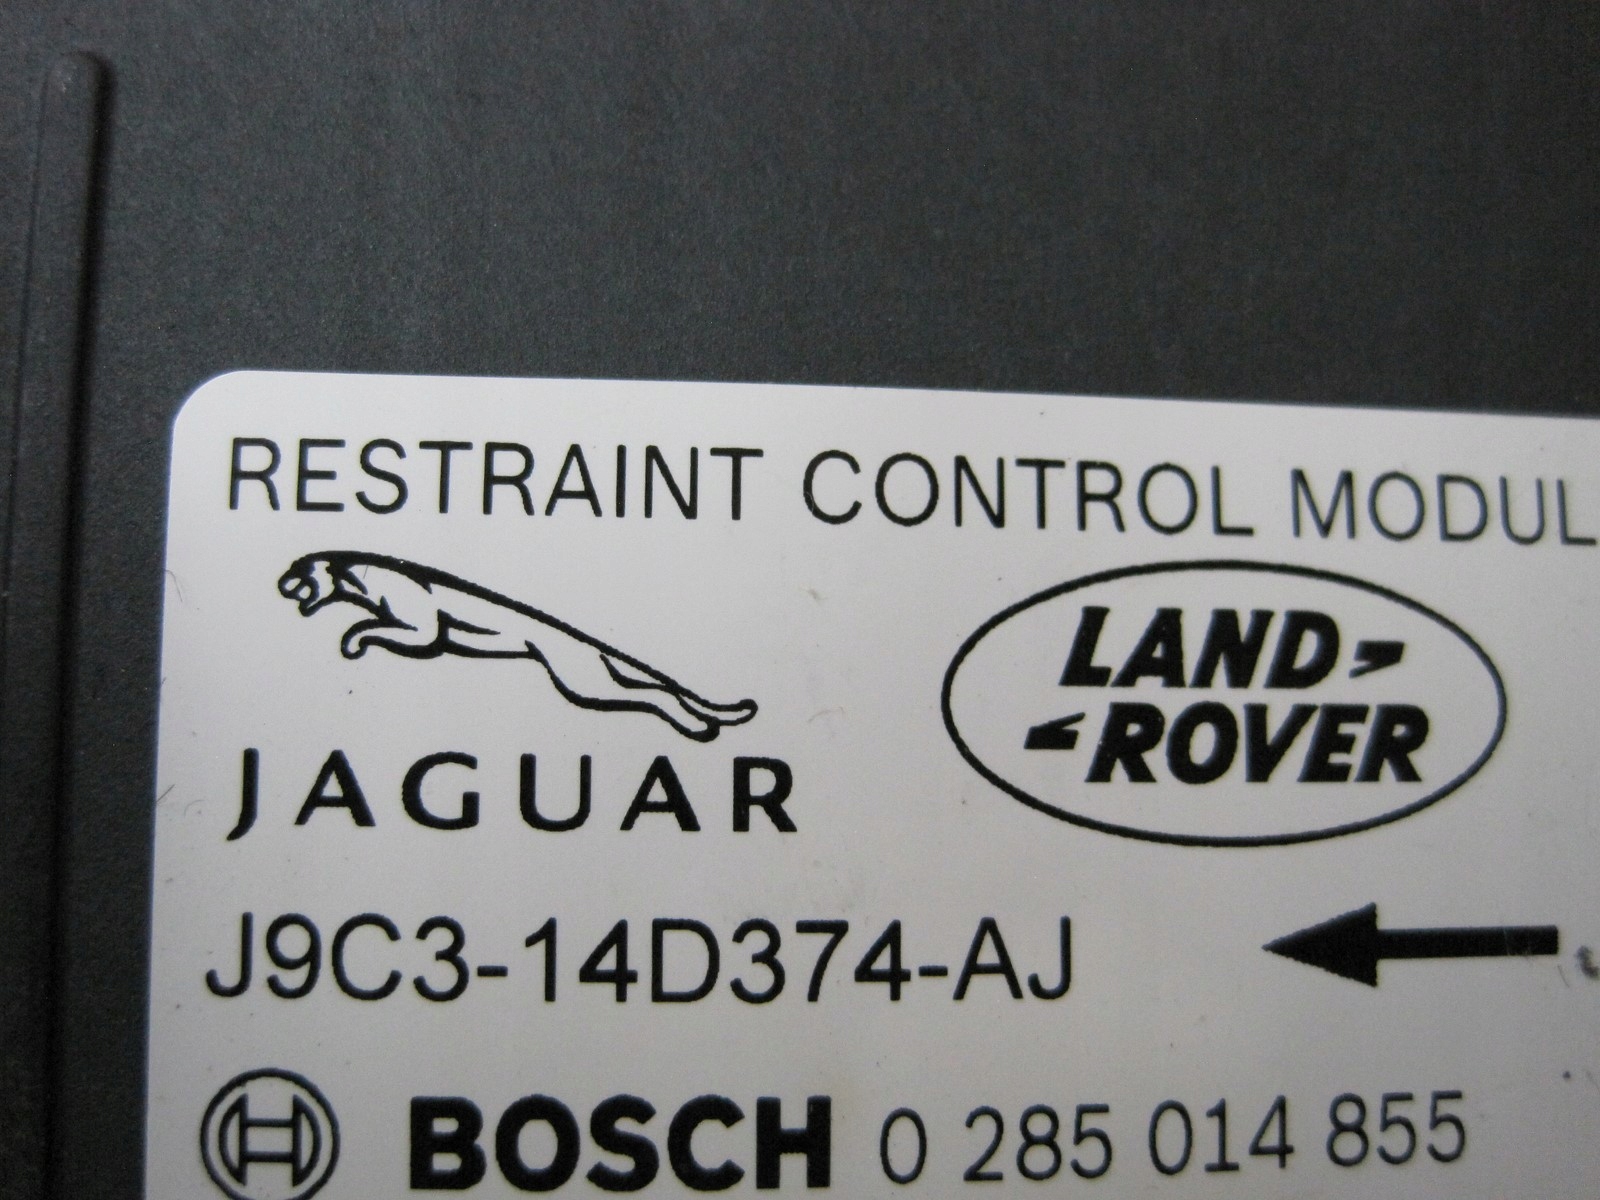 RESTRAINT CONTROL MODUL
JAGUAR
LAND
ROVER
J9C3-14D374-AJ
BOSCH 0 285 014 855